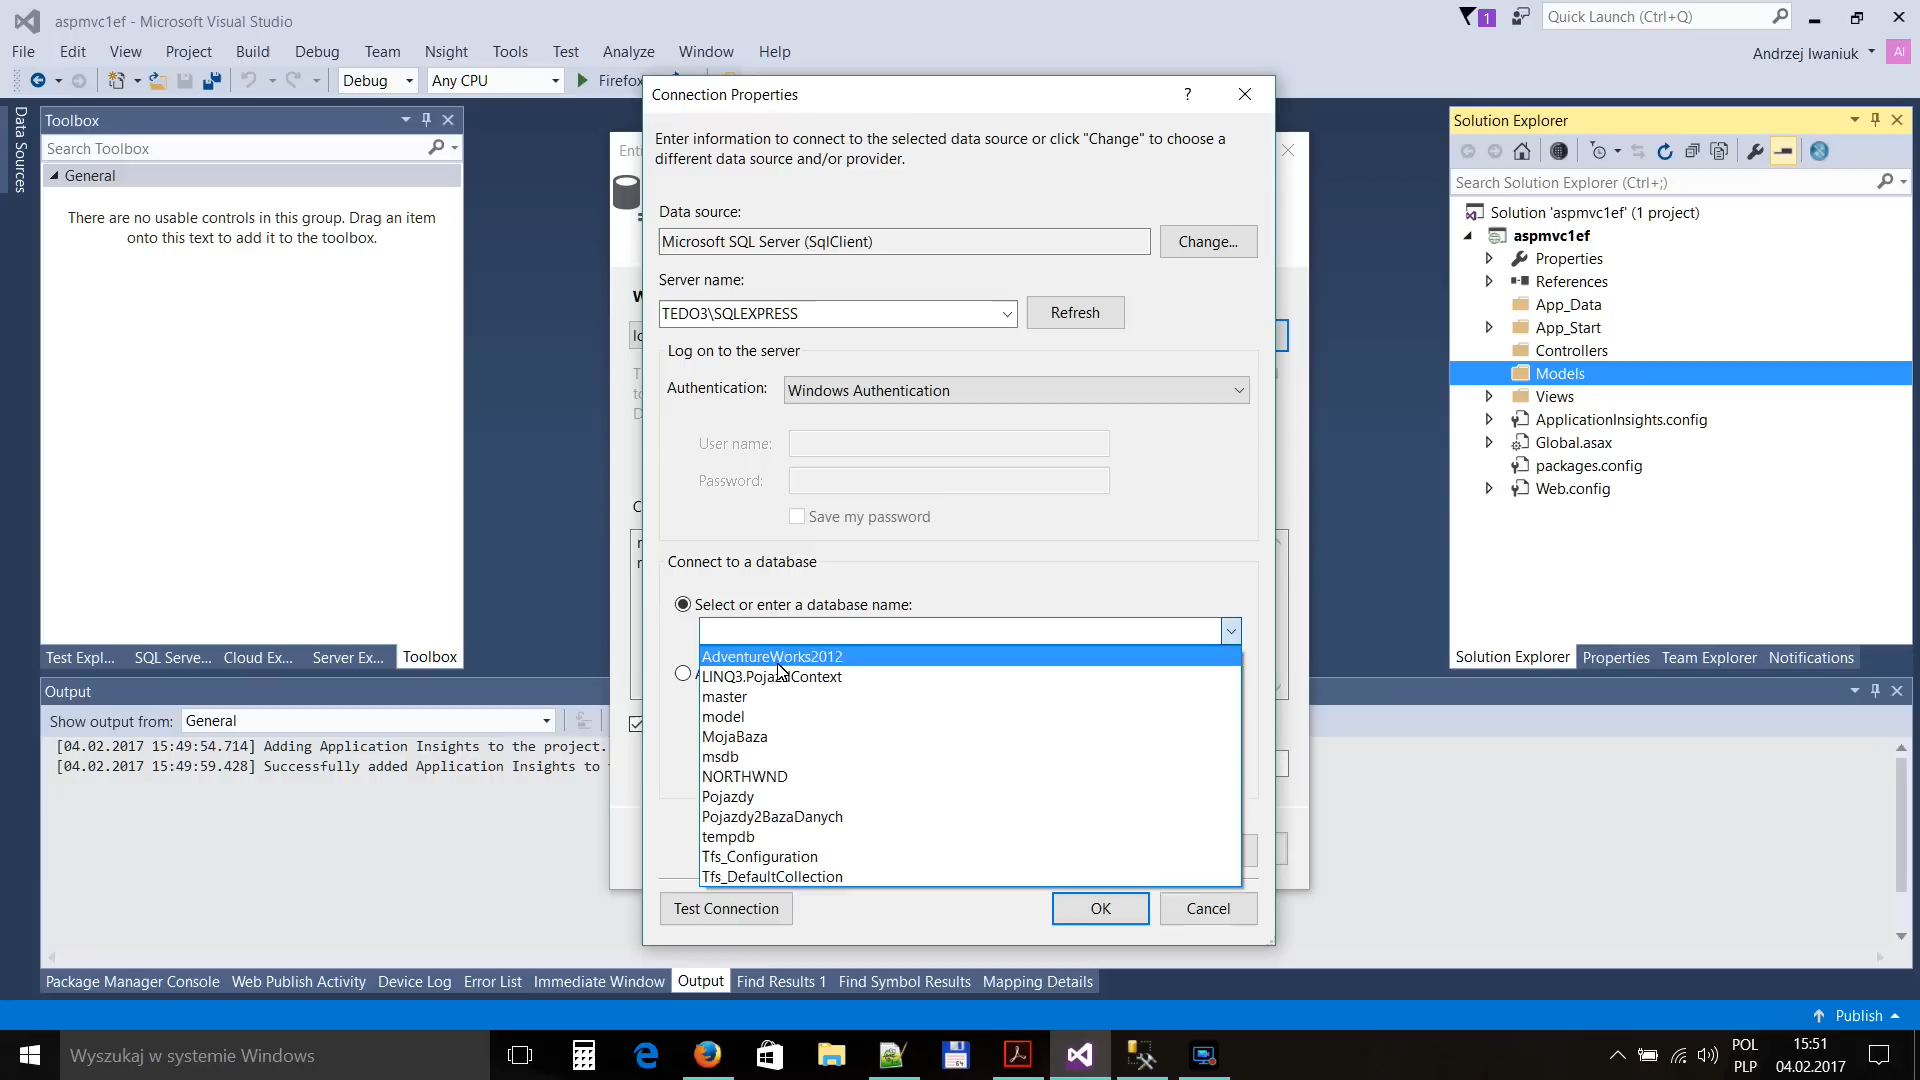 aspmvc1ef - Microsoft Visual Studio
1
Quick Launch (Ctrl+Q)
File Edit View Project Build Debug Team Nsight Tools Test Analyze Window Help
Andrzej Iwaniuk
AI
Debug
Any CPU
Firefox
Data Sources
Toolbox
Search Toolbox
General
There are no usable controls in this group. Drag an item
onto this text to add it to the toolbox.
Test Expl... SQL Serve... Cloud Ex... Server Ex... Toolbox
Connection Properties
?
Enter information to connect to the selected data source or click "Change" to choose a
different data source and/or provider.
Data source:
Microsoft SQL Server (SqlClient)
Change...
Server name:
TEDO3\SQLEXPRESS
Refresh
Log on to the server
Authentication:
Windows Authentication
User name:
Password:
Save my password
Connect to a database
Select or enter a database name:
AdventureWorks2012
LINQ3.PojazdContext
master
model
MojaBaza
msdb
NORTHWND
Pojazdy
Pojazdy2BazaDanych
tempdb
Tfs_Configuration
Tfs_DefaultCollection
Test Connection
OK
Cancel
Solution Explorer
Search Solution Explorer (Ctrl+;)
Solution 'aspmvc1ef' (1 project)
aspmvc1ef
Properties
References
App_Data
App_Start
Controllers
Models
Views
ApplicationInsights.config
Global.asax
packages.config
Web.config
Solution Explorer Properties Team Explorer Notifications
Output
Show output from:
General
[04.02.2017 15:49:54.714] Adding Application Insights to the project.
[04.02.2017 15:49:59.428] Successfully added Application Insights to
Package Manager Console Web Publish Activity Device Log Error List Immediate Window Output Find Results 1 Find Symbol Results Mapping Details
Publish
Wyszukaj w systemie Windows
POL
PLP
15:51
04.02.2017